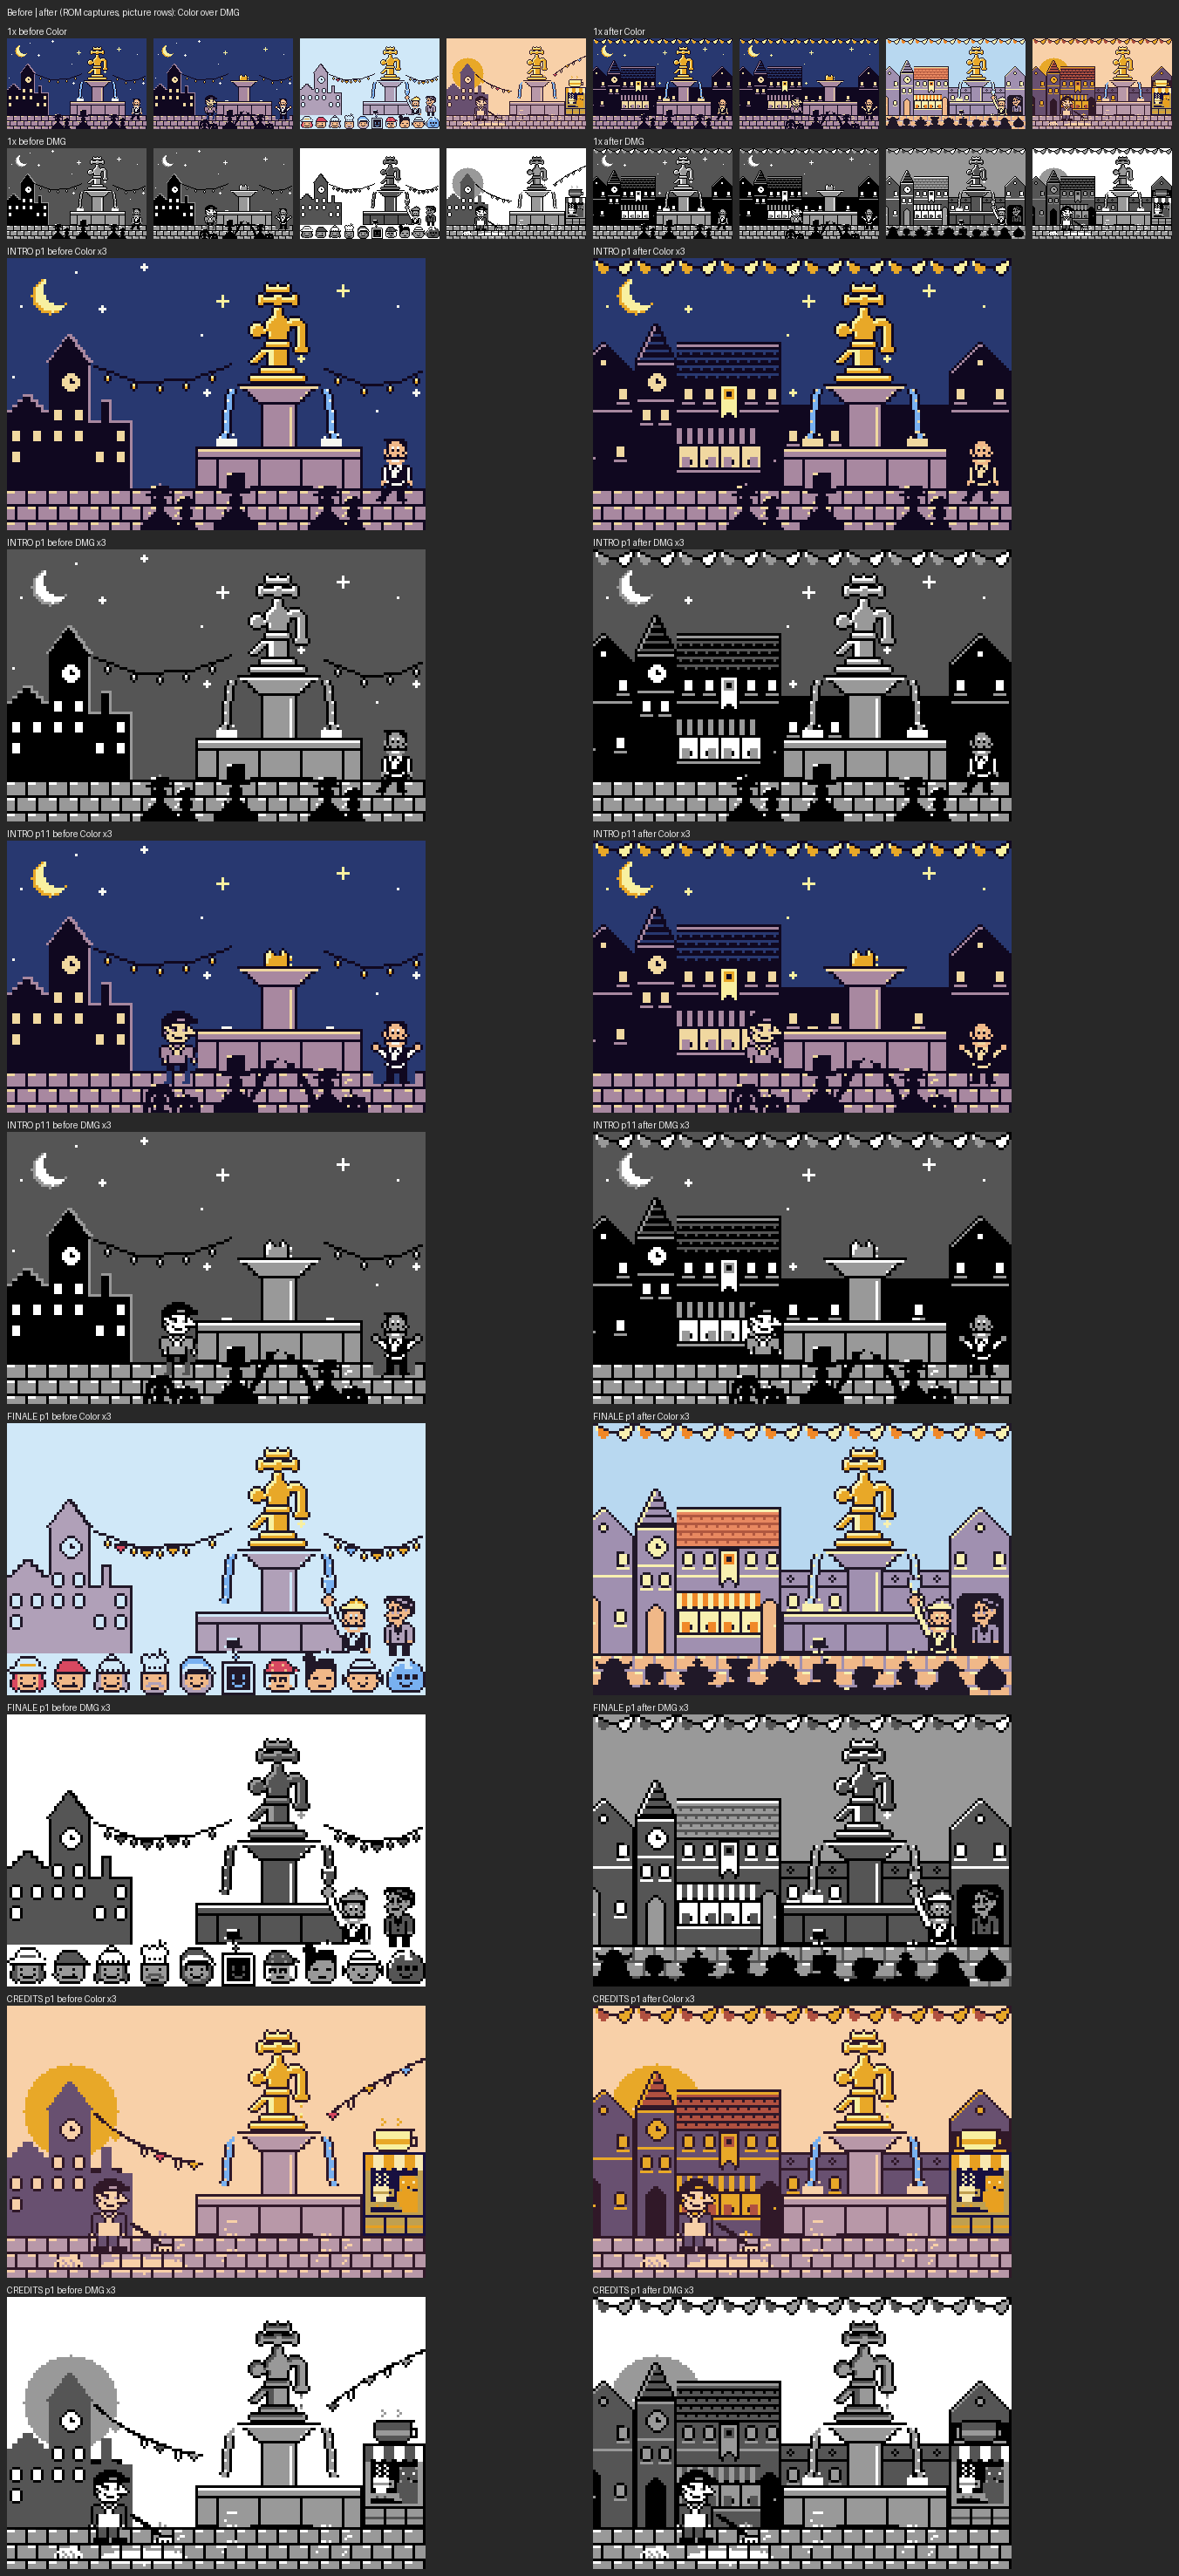 Before | after (ROM captures, picture rows): Color over DMG
1x before Color
1x after Color
1x before DMG
1x after DMG
INTRO p1 before Color x3
INTRO p1 after Color x3
INTRO p1 before DMG x3
INTRO p1 after DMG x3
INTRO p11 before Color x3
INTRO p11 after Color x3
INTRO p11 before DMG x3
INTRO p11 after DMG x3
FINALE p1 before Color x3
FINALE p1 after Color x3
FINALE p1 before DMG x3
FINALE p1 after DMG x3
CREDITS p1 before Color x3
CREDITS p1 after Color x3
CREDITS p1 before DMG x3
CREDITS p1 after DMG x3